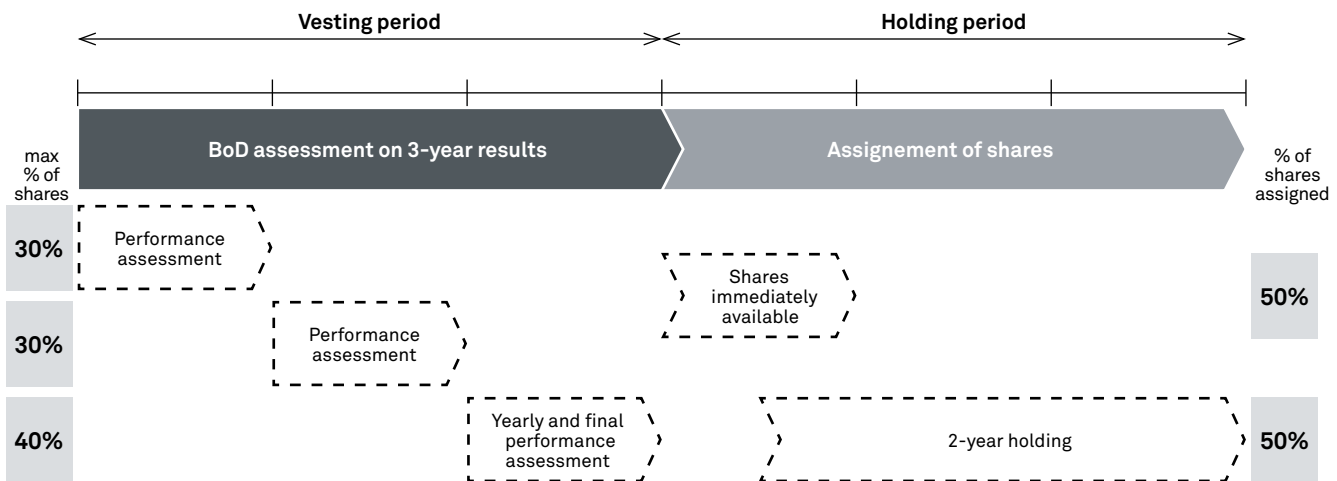 Vesting period
Holding period
max
% of
shares
BoD assessment on 3-year results
Assignement of shares
% of
shares
assigned
30%
Performance
assessment
Shares
immediately
available
50%
30%
Performance
assessment
40%
Yearly and final
performance
assessment
2-year holding
50%